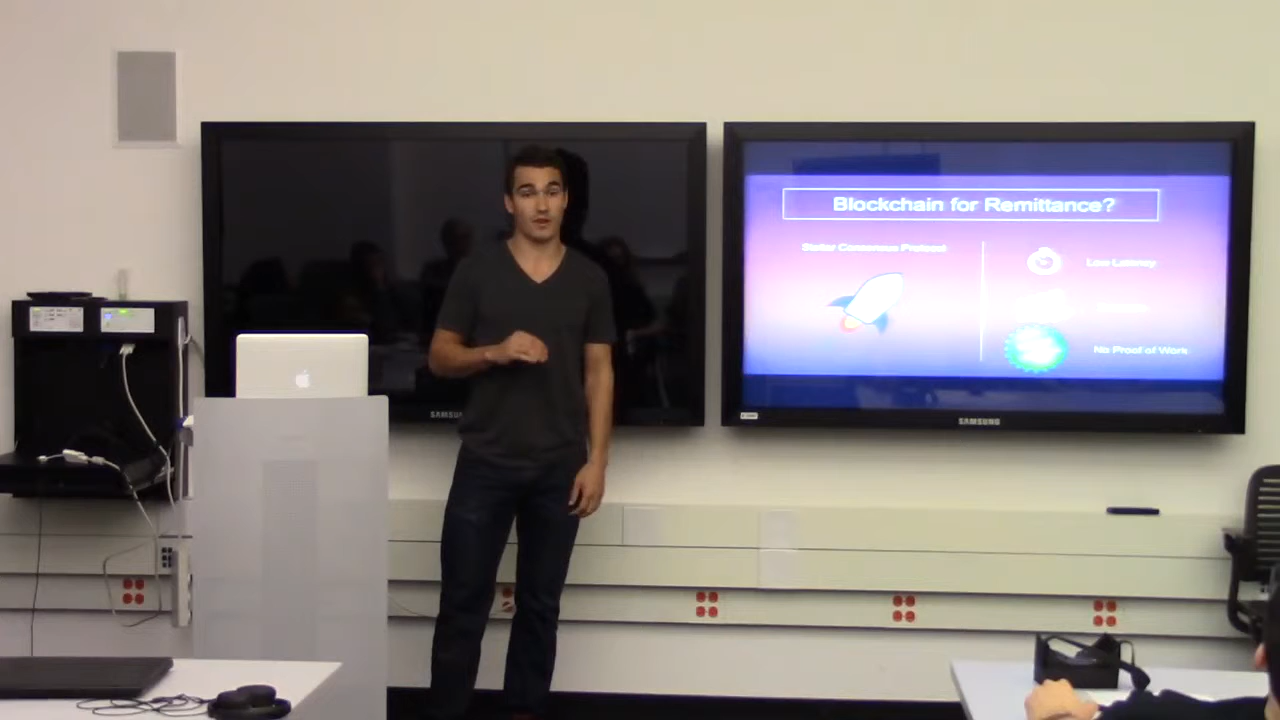 Blockchain for Remittance?
Stellar Consensus Protocol
Low Latency
No Proof of Work
SAMSUNG
SAMSUNG